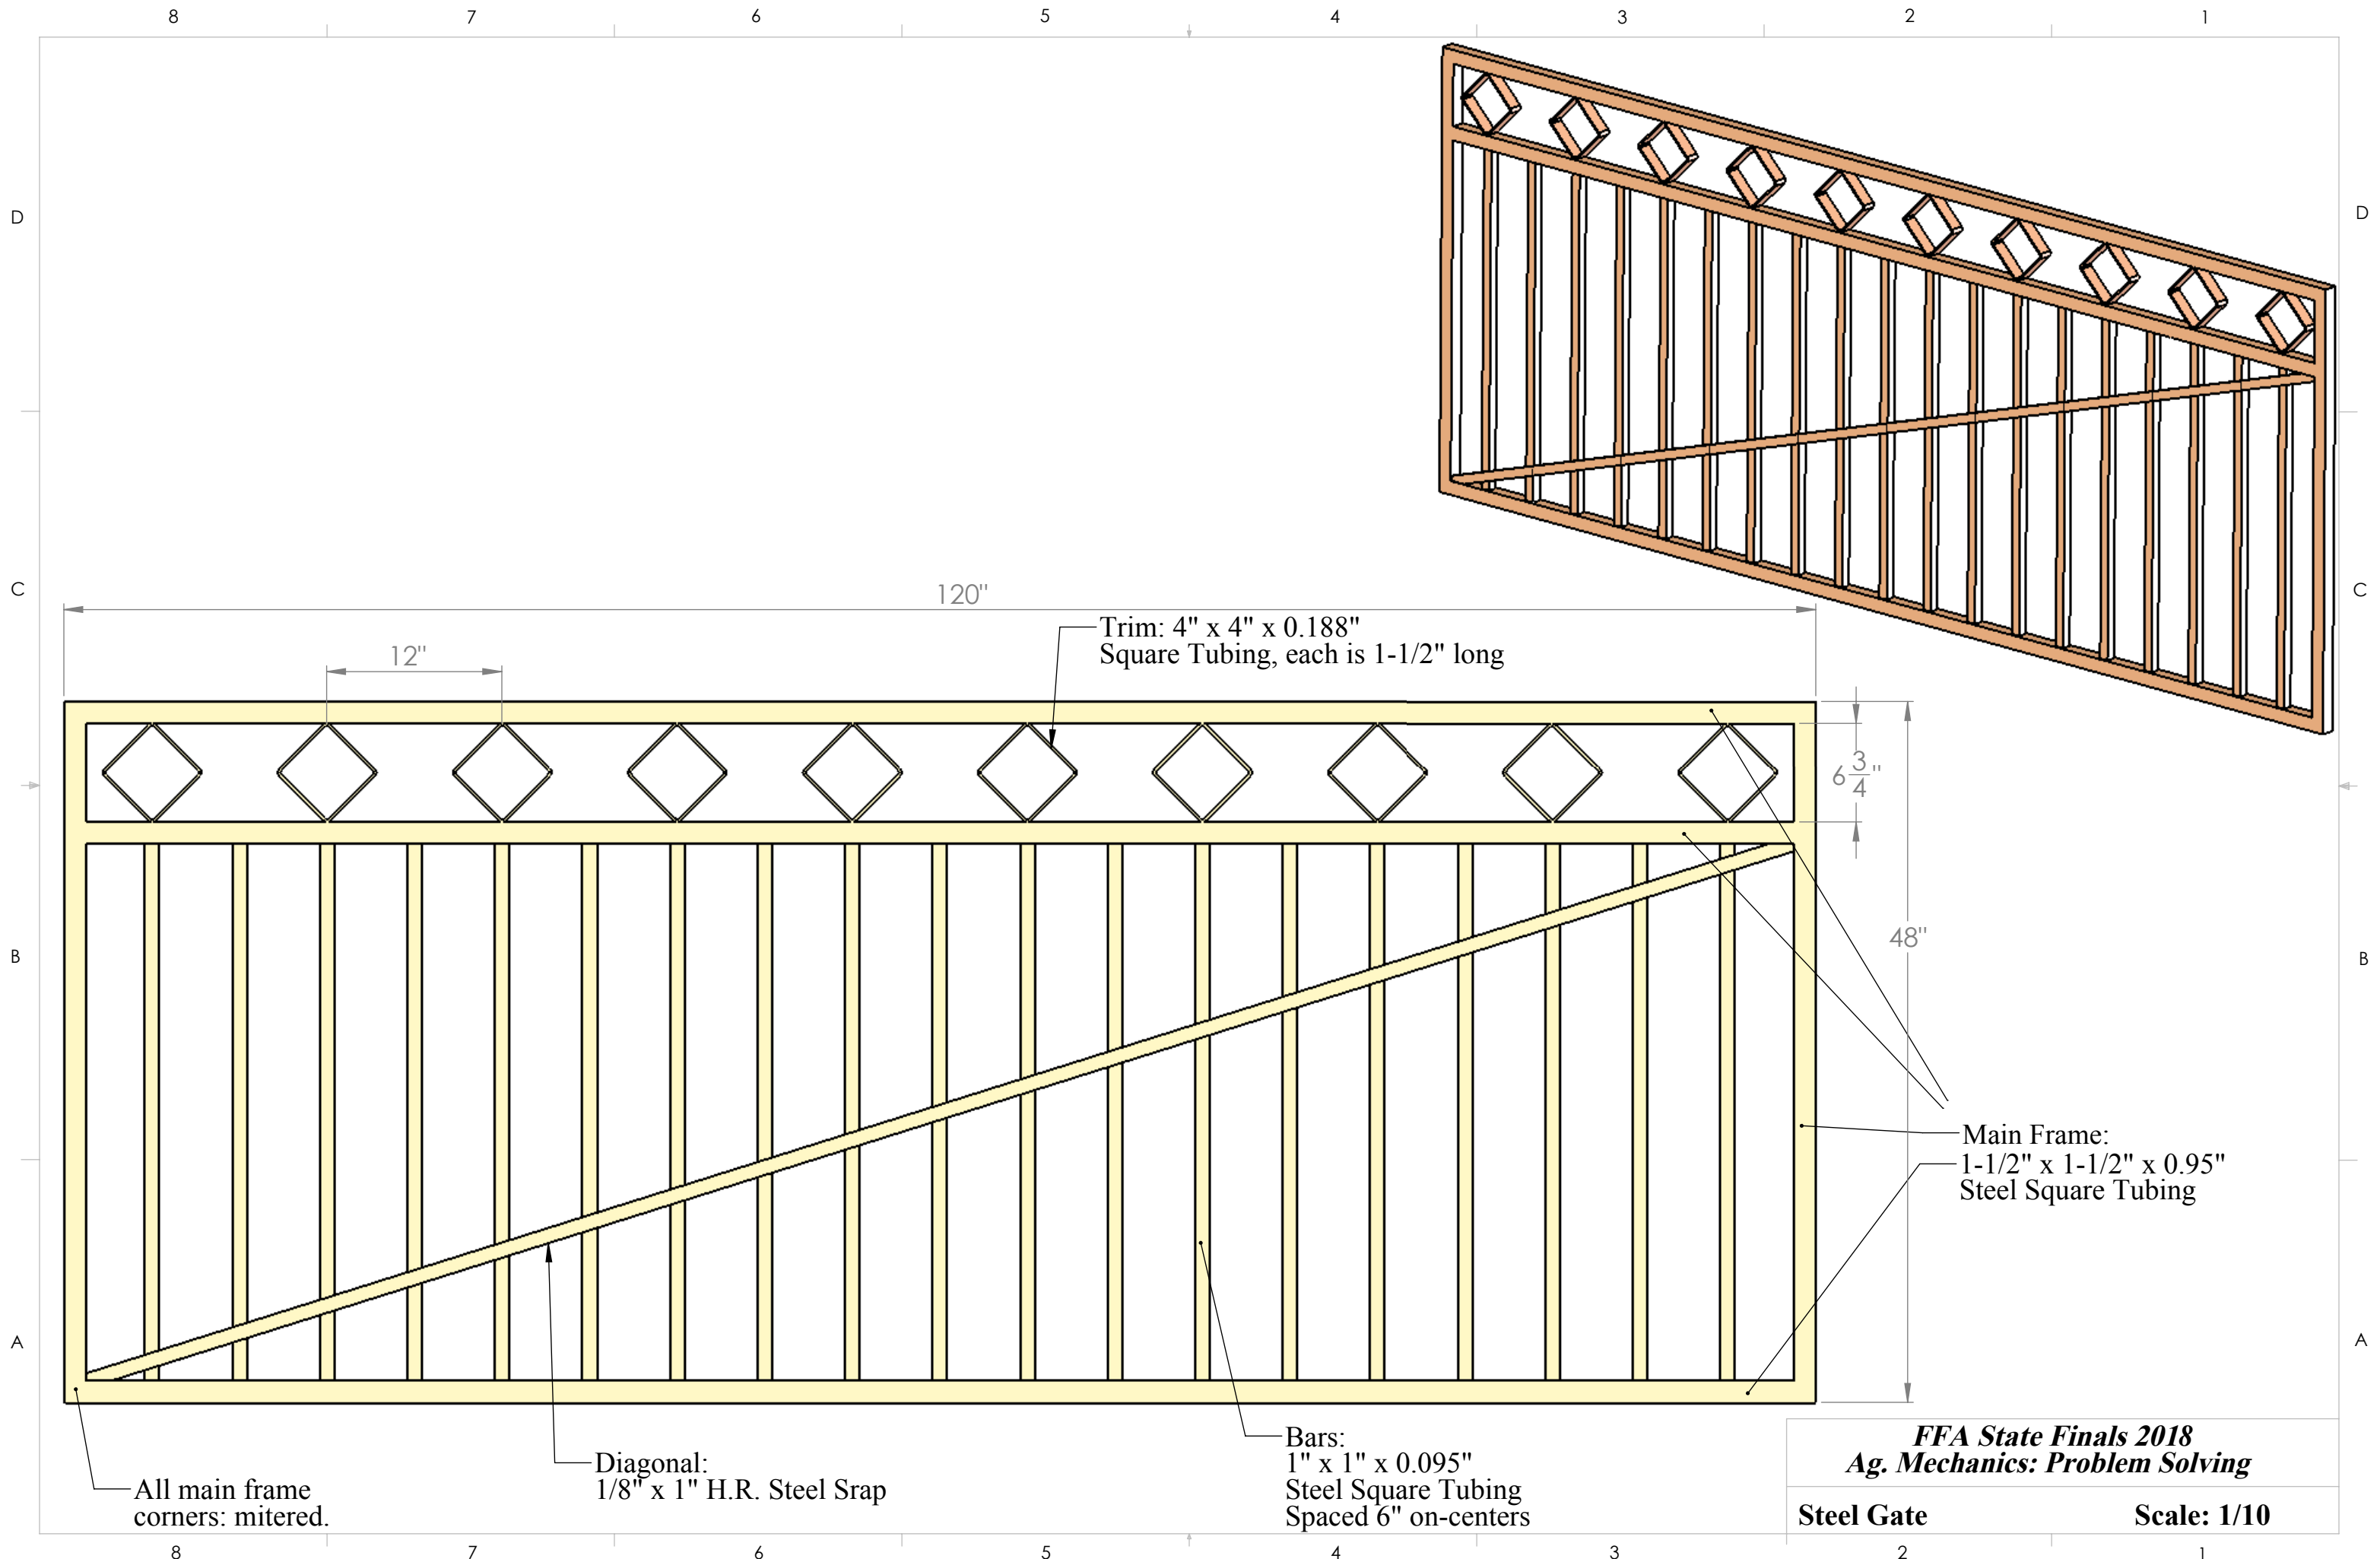 8 7 6 5 4 3 2 1
D D
C C
120"
Trim: 4" x 4" x 0.188"
Square Tubing, each is 1-1/2" long
12"
6 3/4"
B B
48"
Main Frame:
1-1/2" x 1-1/2" x 0.95"
Steel Square Tubing
A A
Diagonal:
1/8" x 1" H.R. Steel Srap
Bars:
1" x 1" x 0.095"
Steel Square Tubing
Spaced 6" on-centers
All main frame
corners: mitered.
FFA State Finals 2018
Ag. Mechanics: Problem Solving
Steel Gate Scale: 1/10
8 7 6 5 4 3 2 1